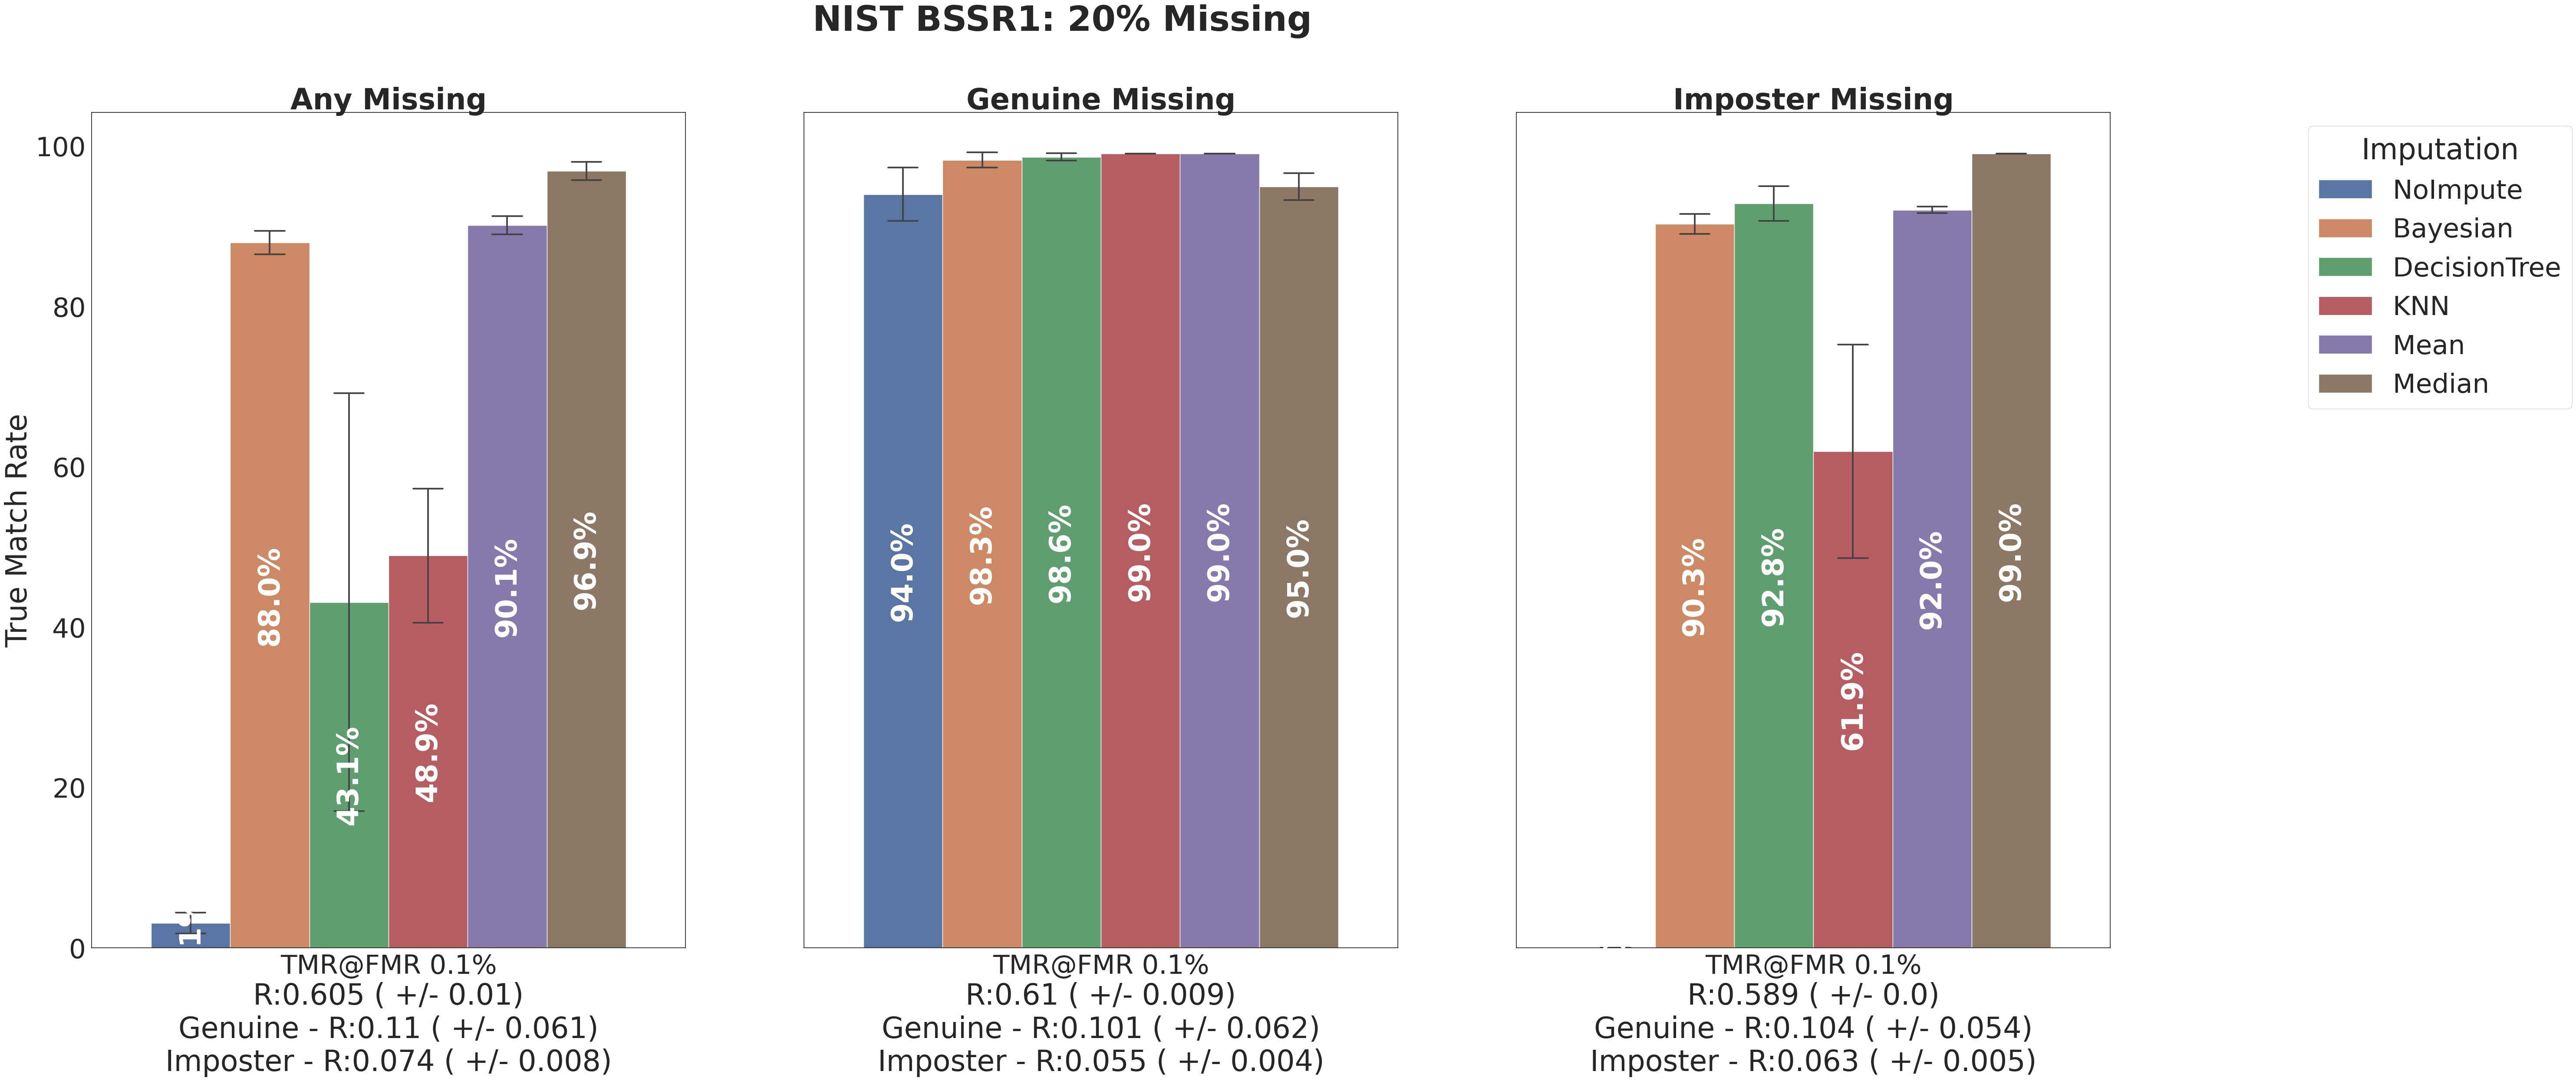 NIST BSSR1: 20% Missing
Any Missing
Genuine Missing
Imposter Missing
True Match Rate
100
80
60
40
20
0
88.0%
43.1%
48.9%
90.1%
96.9%
94.0%
98.3%
98.6%
99.0%
99.0%
95.0%
90.3%
92.8%
61.9%
92.0%
99.0%
Imputation
NoImpute
Bayesian
DecisionTree
KNN
Mean
Median
TMR@FMR 0.1%
R:0.605 ( +/- 0.01)
Genuine - R:0.11 ( +/- 0.061)
Imposter - R:0.074 ( +/- 0.008)
TMR@FMR 0.1%
R:0.61 ( +/- 0.009)
Genuine - R:0.101 ( +/- 0.062)
Imposter - R:0.055 ( +/- 0.004)
TMR@FMR 0.1%
R:0.589 ( +/- 0.0)
Genuine - R:0.104 ( +/- 0.054)
Imposter - R:0.063 ( +/- 0.005)